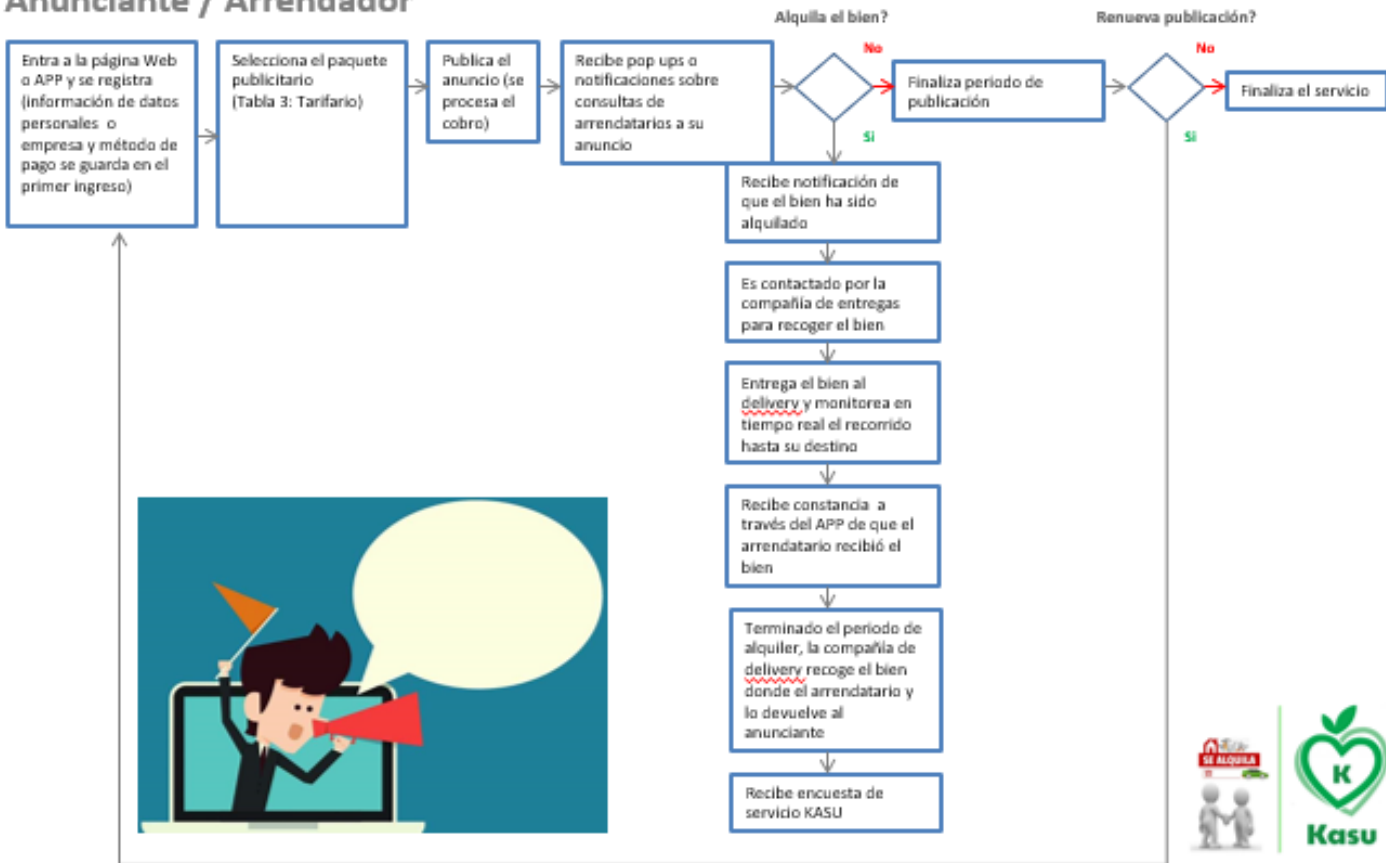 Anunciante / Arrendador
Alquila el bien?
Renueva publicación?
Entra a la página Web
o APP y se registra
(información de datos
personales o
empresa y método de
pago se guarda en el
primer ingreso)
Selecciona el paquete
publicitario
(Tabla 3: Tarifario)
Publica el
anuncio (se
procesa el
cobro)
Recibe pop ups o
notificaciones sobre
consultas de
arrendatarios a su
anuncio
No
Si
Finaliza periodo de
publicación
No
Si
Finaliza el servicio
Recibe notificación de
que el bien ha sido
alquilado
Es contactado por la
compañía de entregas
para recoger el bien
Entrega el bien al
delivery y monitorea en
tiempo real el recorrido
hasta su destino
Recibe constancia a
través del APP de que el
arrendatario recibió el
bien
Terminado el periodo de
alquiler, la compañía de
delivery recoge el bien
donde el arrendatario y
lo devuelve al
anunciante
Recibe encuesta de
servicio KASU
SE ALQUILA
K
Kasu